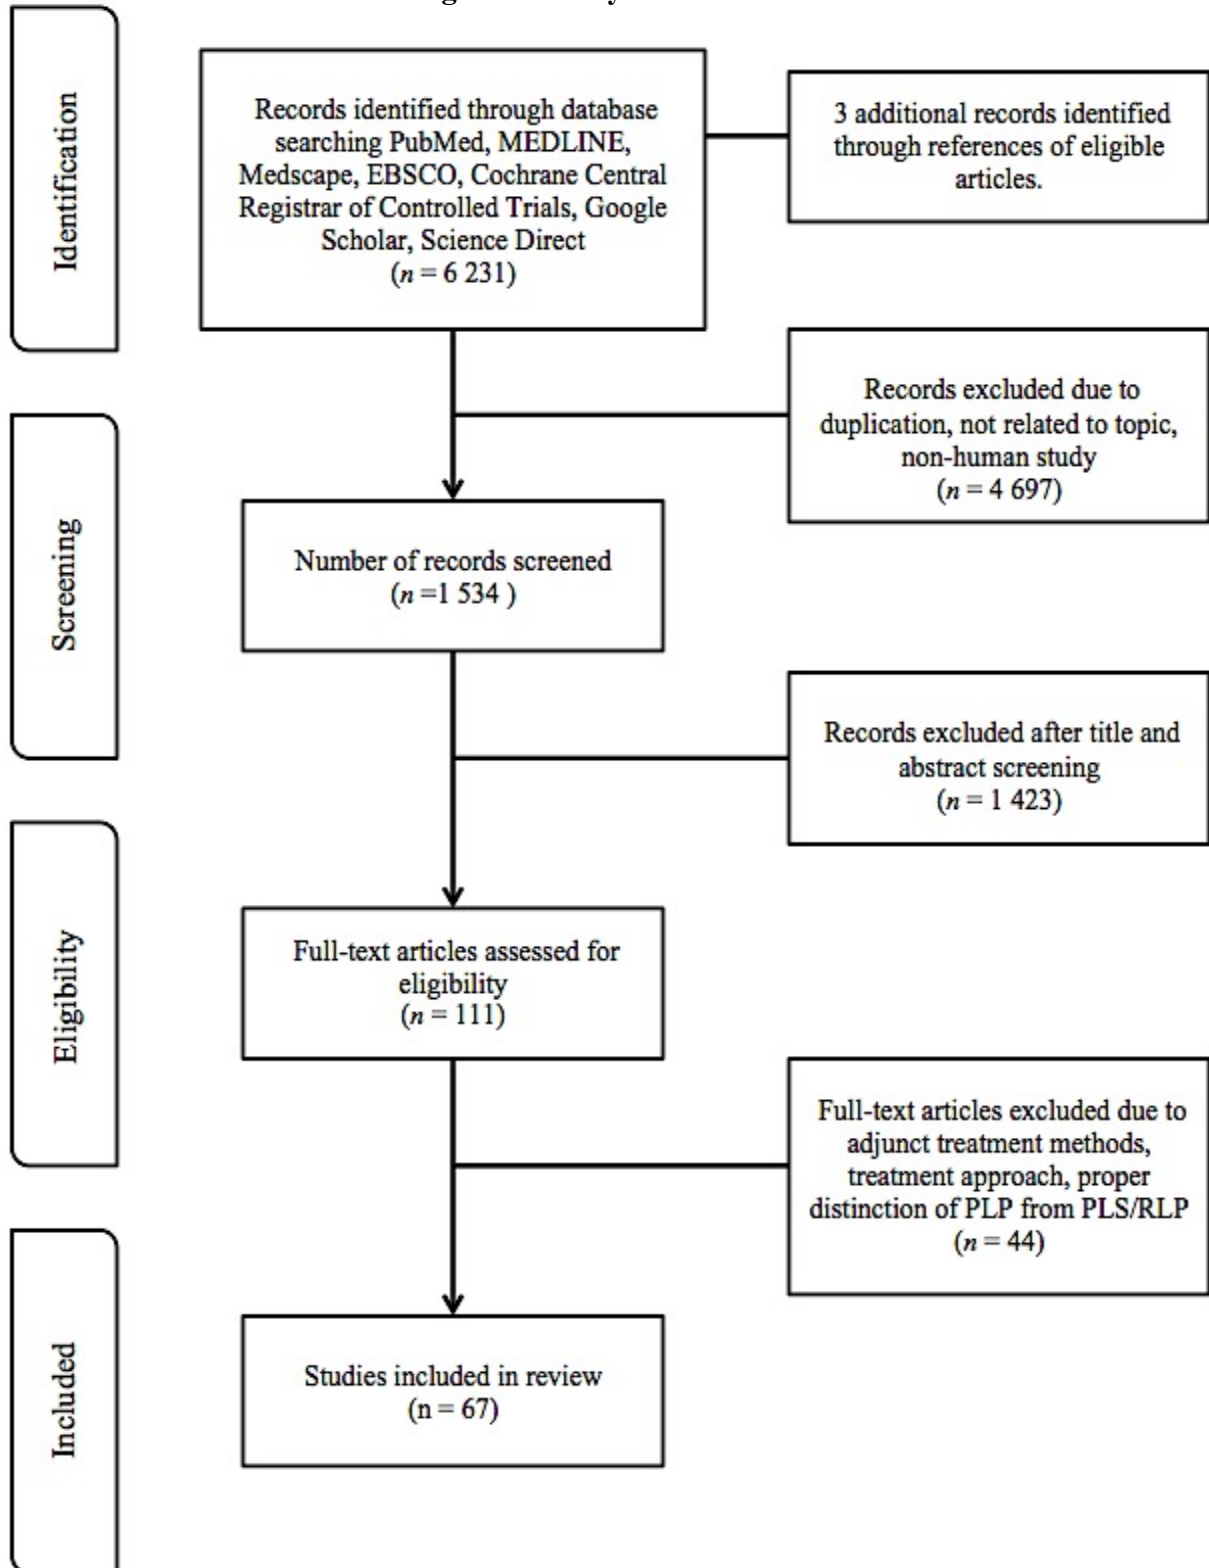 Identification
Records identified through database
searching PubMed, MEDLINE,
Medscape, EBSCO, Cochrane Central
Registrar of Controlled Trials, Google
Scholar, Science Direct
(n = 6 231)
3 additional records identified
through references of eligible
articles.
Records excluded due to
duplication, not related to topic,
non-human study
(n = 4 697)
Screening
Number of records screened
(n =1 534 )
Records excluded after title and
abstract screening
(n = 1 423)
Eligibility
Full-text articles assessed for
eligibility
(n = 111)
Full-text articles excluded due to
adjunct treatment methods,
treatment approach, proper
distinction of PLP from PLS/RLP
(n = 44)
Included
Studies included in review
(n = 67)